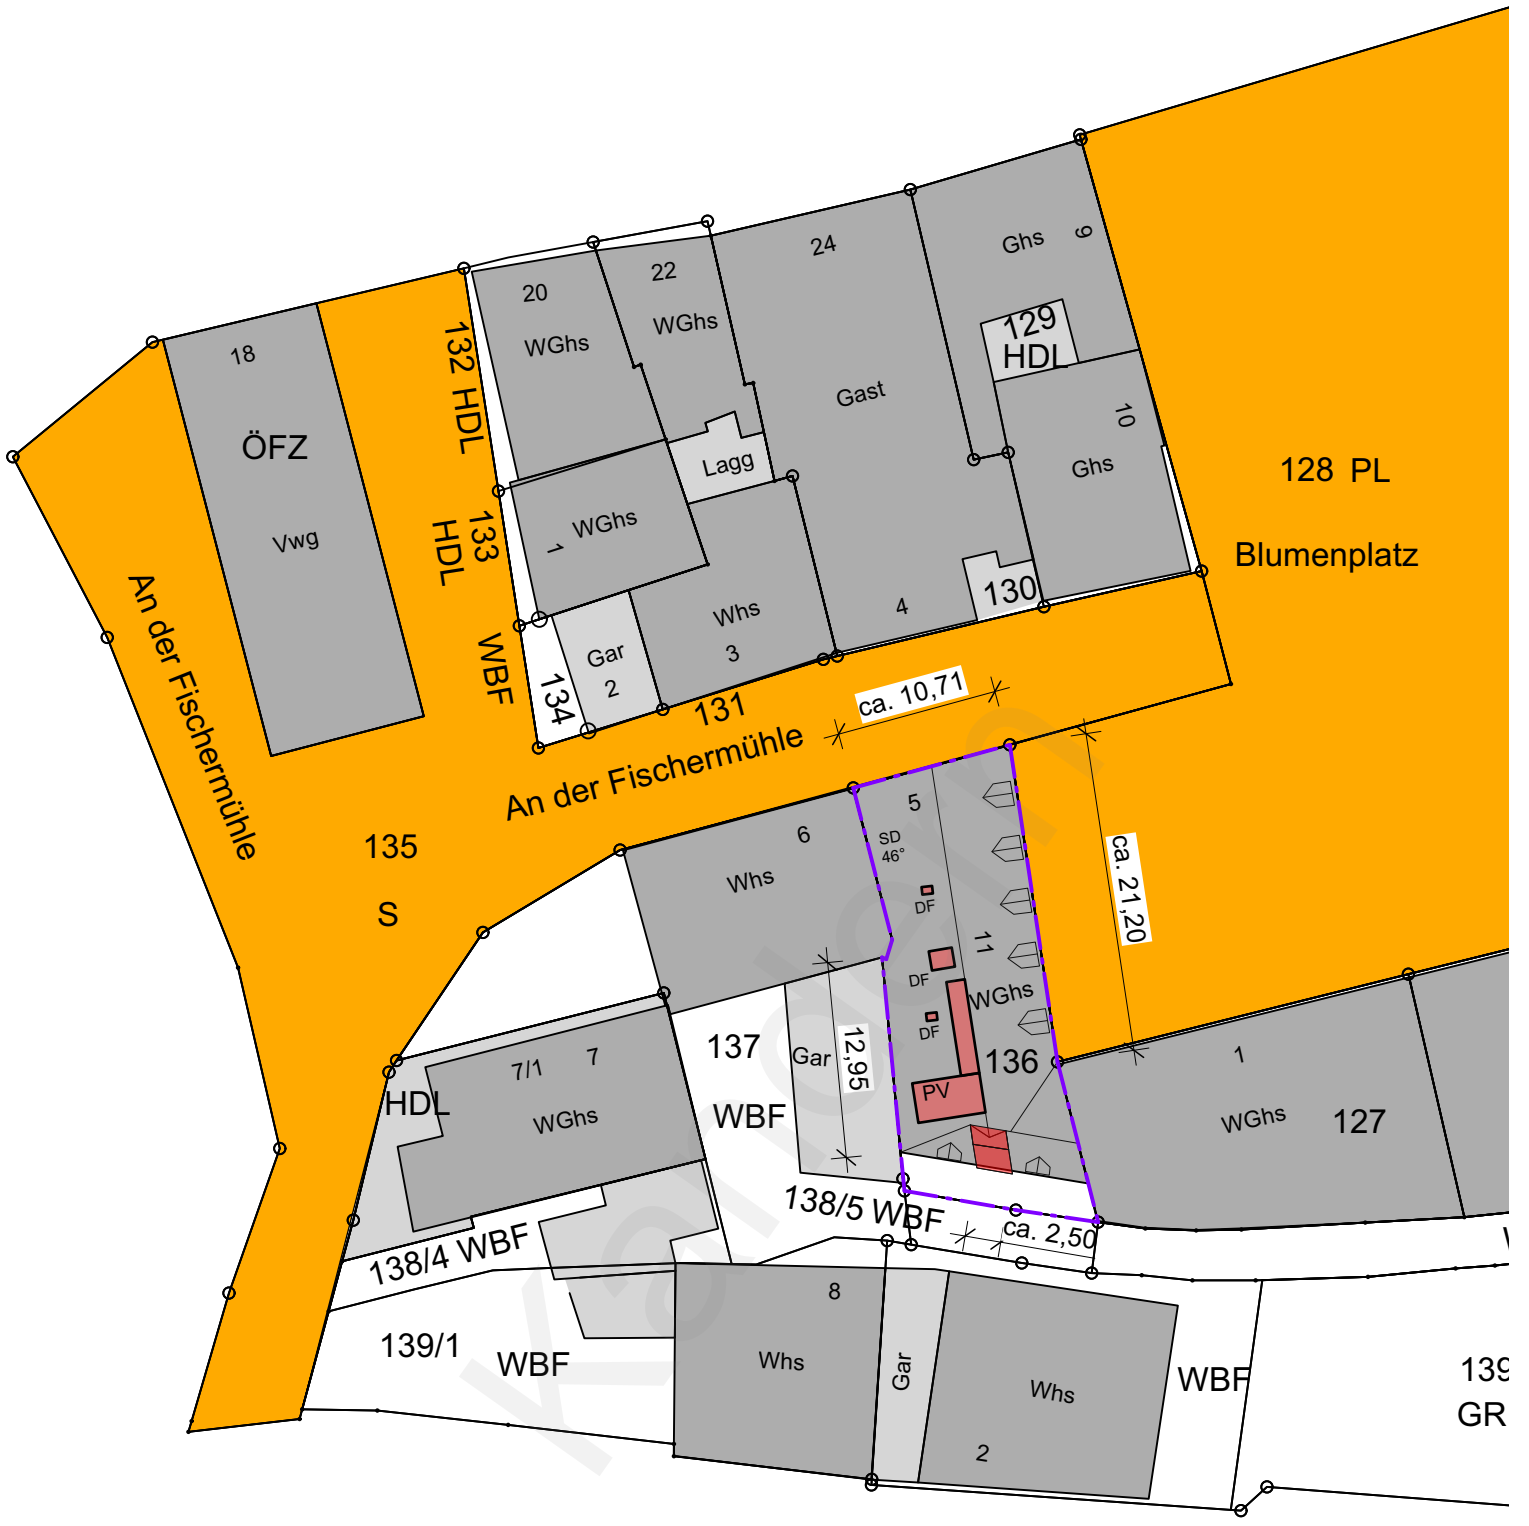 Ghs
9
24
22
WGhs
20
WGhs
18
132 HDL
129
HDL
Gast
10
ÖFZ
Lagg
Ghs
128 PL
133
HDL
WGhs
1
Vwg
Blumenplatz
An der Fischermühle
130
4
Whs
3
Gar
2
WBF
134
131
ca. 10,71
An der Fischermühle
5
6
SD
46°
135
S
ca. 21,20
Whs
DF
11
DF
WGhs
DF
137
Gar
12,95
136
1
7/1
7
HDL
PV
WBF
WGhs
WGhs
127
138/5 WBF
ca. 2,50
138/4 WBF
8
139/1
WBF
Whs
Gar
Whs
WBF
139
GR
2
Kandern